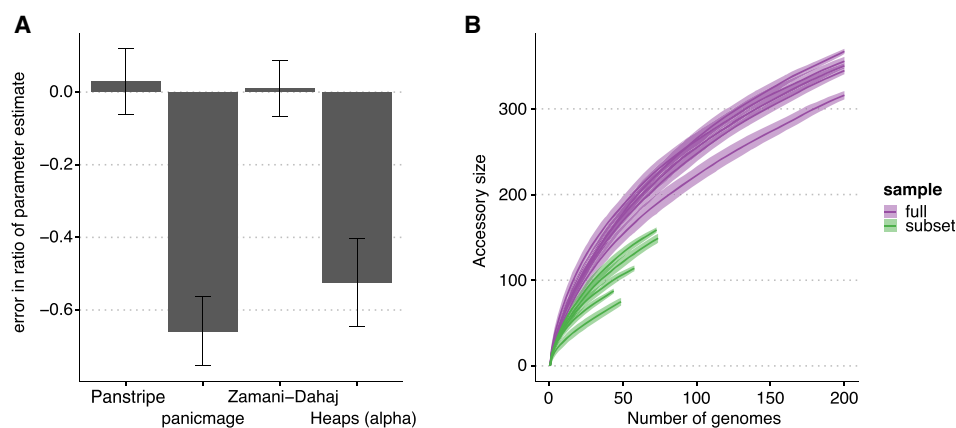 A
error in ratio of parameter estimate
0.0
−0.2
−0.4
−0.6
Panstripe
panicmage
Zamani−Dahaj
Heaps (alpha)
B
Accessory size
300
200
100
0
0 50 100 150 200
Number of genomes
sample
full
subset